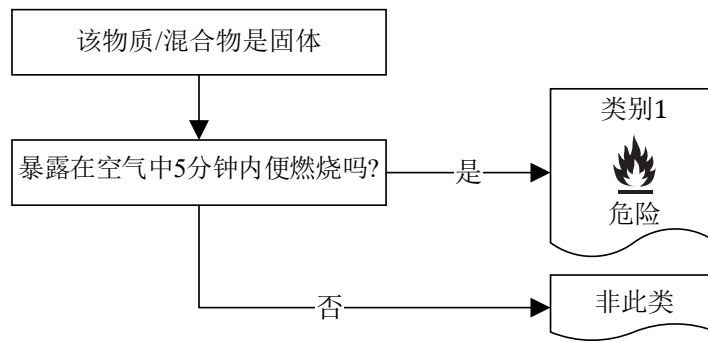 该物质/混合物是固体
类别1
暴露在空气中5分钟内便燃烧吗?
是
危险
非此类
否